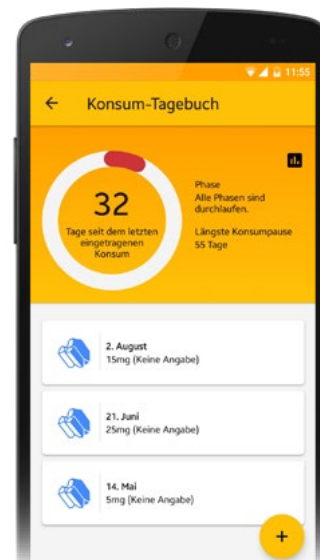 11:55
Konsum-Tagebuch
32
Tage seit dem letzten
eingetragenen
Konsum
Phase
Alle Phasen sind
durchlaufen.
Längste Konsumpause
55 Tage
2. August
15mg (Keine Angabe)
21. Juni
25mg (Keine Angabe)
14. Mai
5mg (Keine Angabe)
+